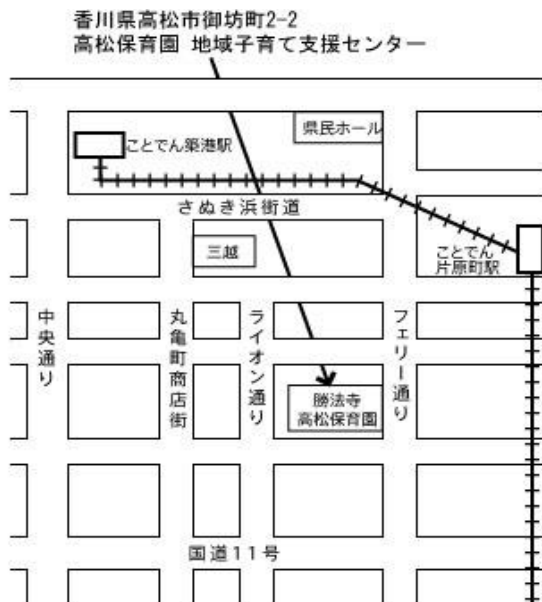 香川県高松市御坊町2-2
高松保育園 地域子育て支援センター
県民ホール
ことでん築港駅
さぬき浜街道
三越
ことでん
片原町駅
中央通り
丸亀町商店街
ライオン通り
フェリー通り
勝法寺
高松保育園
国道11号